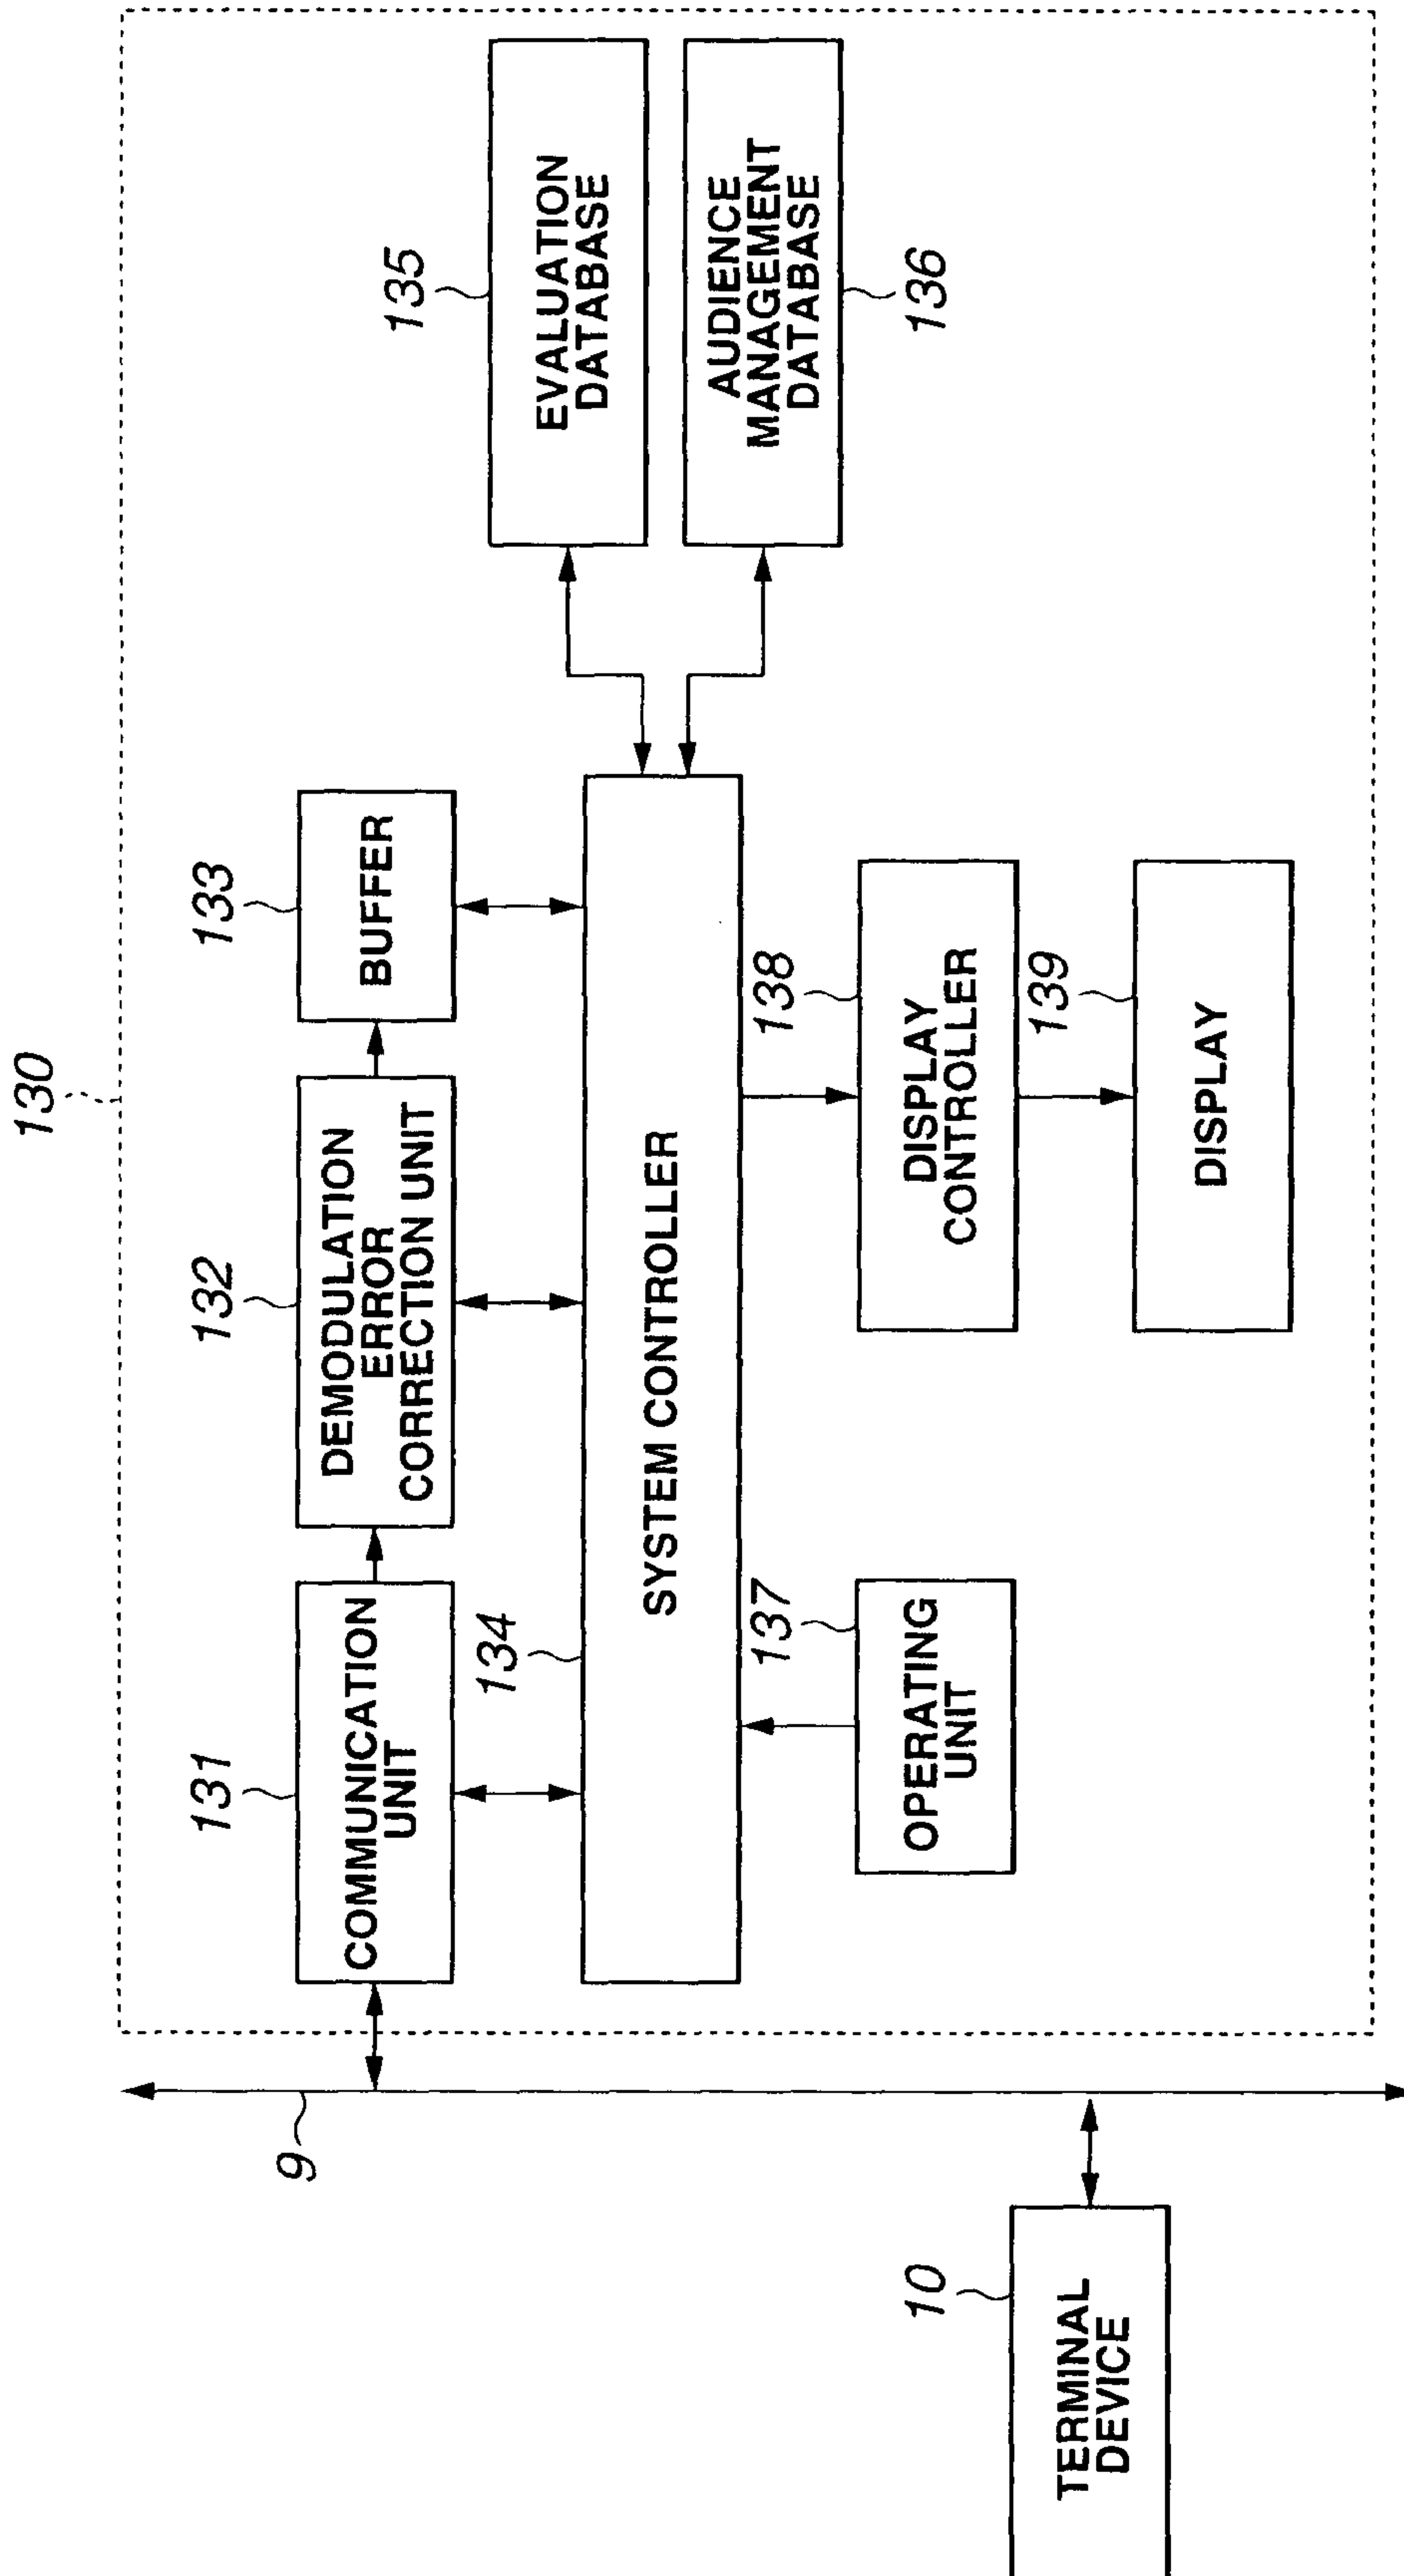 130
131
COMMUNICATION
UNIT
132
DEMODULATION
ERROR
CORRECTION UNIT
133
BUFFER
134
SYSTEM CONTROLLER
135
EVALUATION
DATABASE
AUDIENCE
MANAGEMENT
DATABASE
136
137
OPERATING
UNIT
138
DISPLAY
CONTROLLER
139
DISPLAY
9
10
TERMINAL
DEVICE